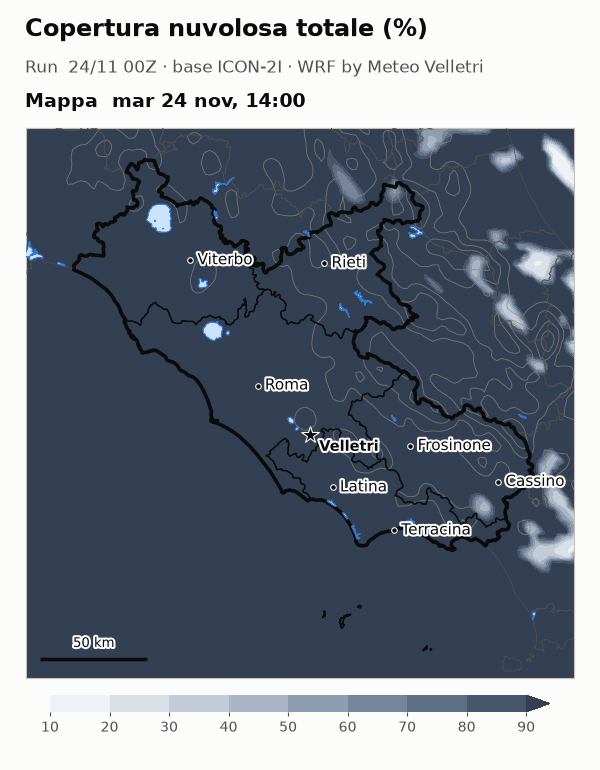 Copertura nuvolosa totale (%)
Run  24/11 00Z · base ICON-2I · WRF by Meteo Velletri
Mappa  mar 24 nov, 14:00
Viterbo
Rieti
Roma
Velletri
Frosinone
Cassino
Latina
Terracina
50 km
10 20 30 40 50 60 70 80 90